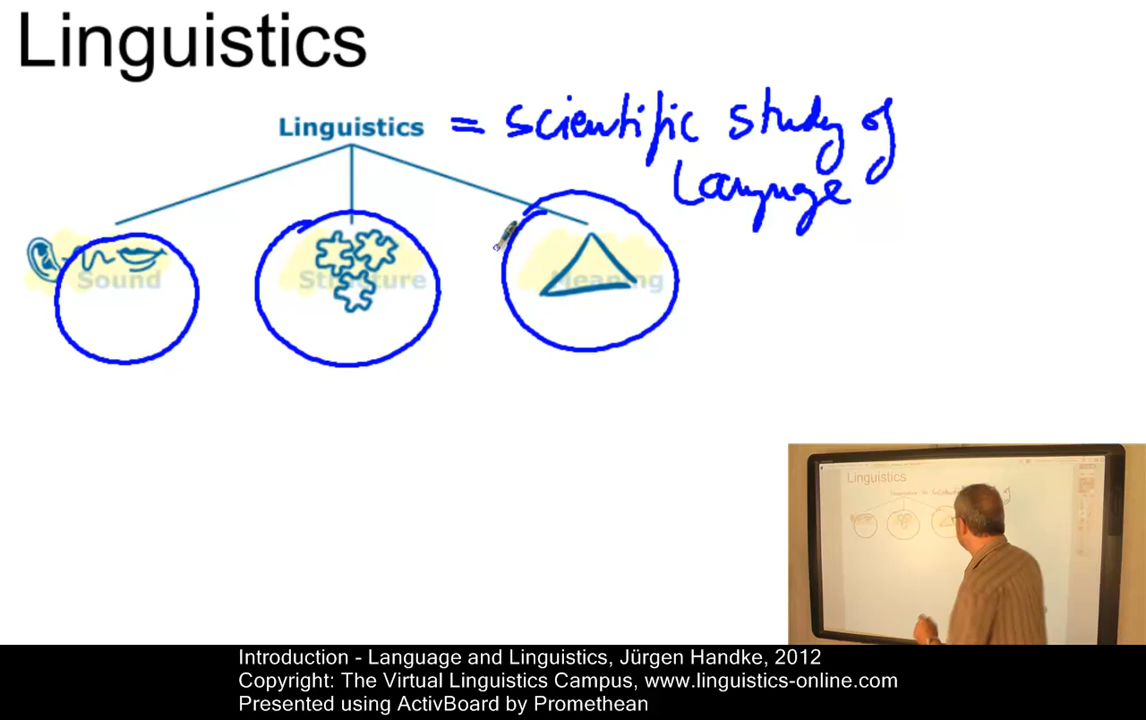 Linguistics
Linguistics = scientific study of
Language
Sound Structure Meaning
Linguistics
Introduction - Language and Linguistics, Jürgen Handke, 2012
Copyright: The Virtual Linguistics Campus, www.linguistics-online.com
Presented using ActivBoard by Promethean